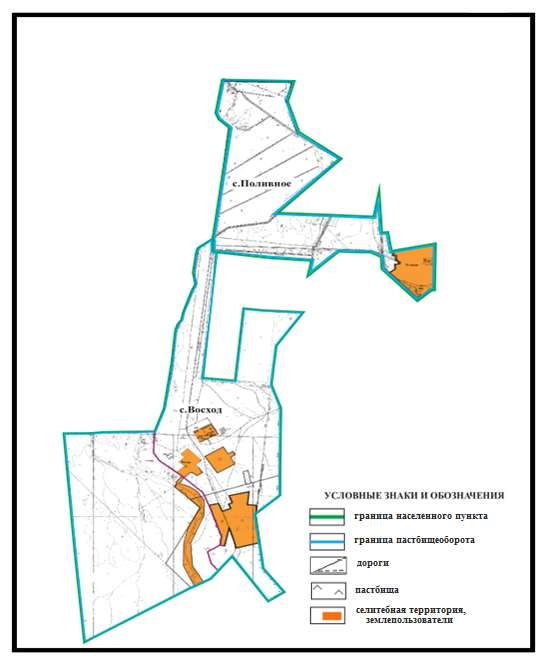 с.Поливное
с.Восход
УСЛОВНЫЕ ЗНАКИ И ОБОЗНАЧЕНИЯ
граница населенного пункта
граница пастбищеоборота
дороги
пастбища
селитебная территория,
землепользователи